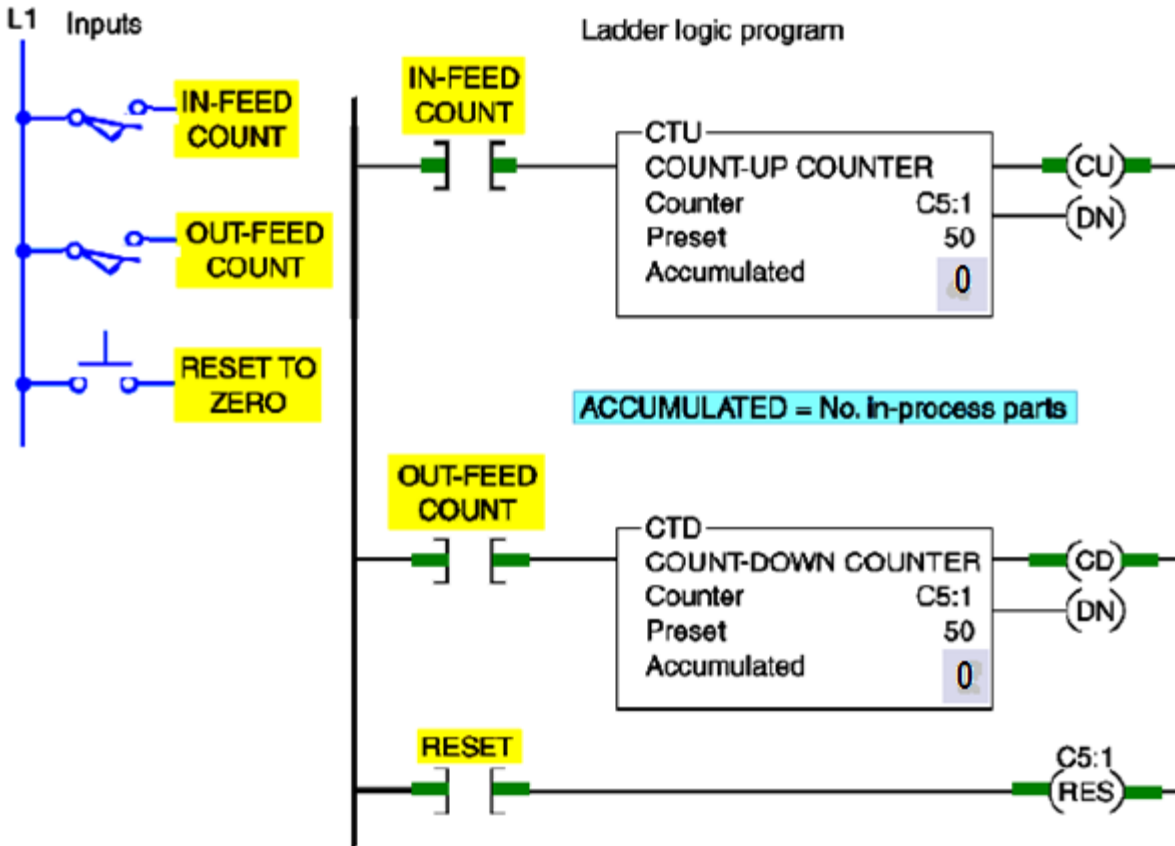 L1 Inputs
Ladder logic program
IN-FEED
COUNT
OUT-FEED
COUNT
RESET TO
ZERO
IN-FEED
COUNT
CTU
COUNT-UP COUNTER
Counter C5:1
Preset 50
Accumulated 0
CU
DN
ACCUMULATED = No. in-process parts
OUT-FEED
COUNT
CTD
COUNT-DOWN COUNTER
Counter C5:1
Preset 50
Accumulated 0
CD
DN
RESET
C5:1
RES